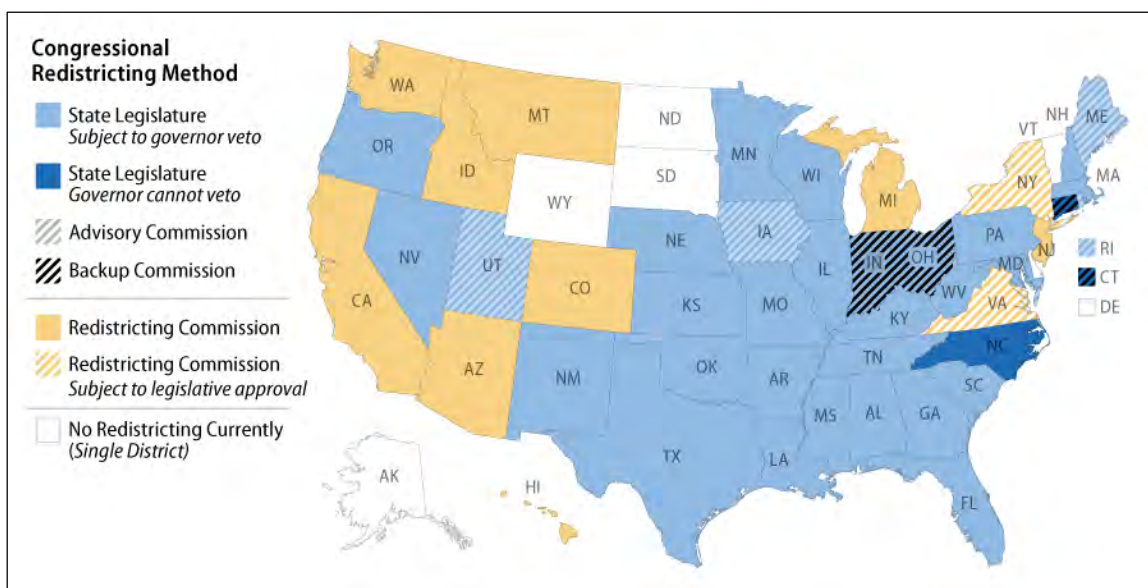 Congressional
Redistricting Method
State Legislature
Subject to governor veto
State Legislature
Governor cannot veto
Advisory Commission
Backup Commission
Redistricting Commission
Redistricting Commission
Subject to legislative approval
No Redistricting Currently
(Single District)
WA
MT
ND
OR
ID
SD
WY
MN
WI
MI
NH
VT
ME
NY
MA
NV
UT
CO
NE
IA
IL
IN
OH
PA
NJ
RI
CT
DE
CA
KS
MO
KY
WV
MD
VA
AZ
NM
OK
AR
TN
NC
SC
MS
AL
GA
TX
LA
FL
AK
HI